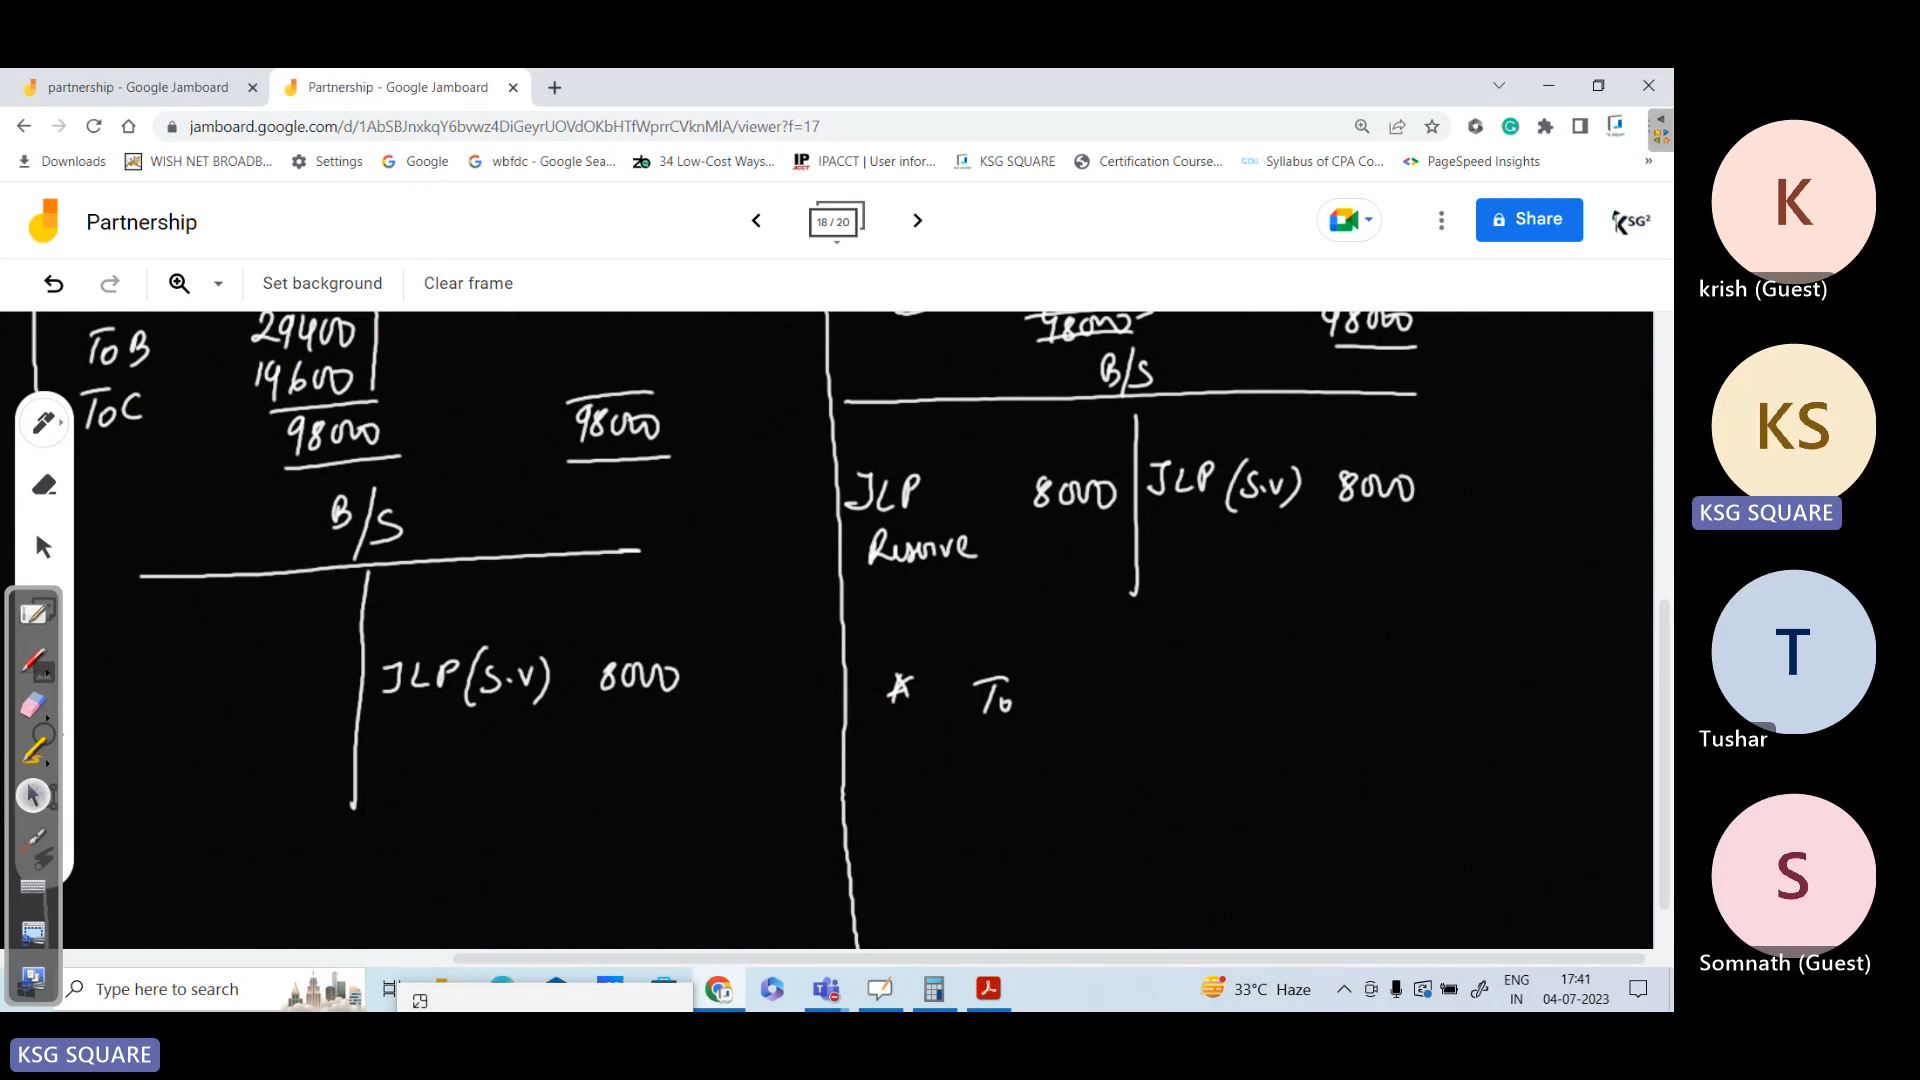 partnership - Google Jamboard
Partnership - Google Jamboard
jamboard.google.com/d/1AbSBJnxkqY6bvwz4DiGeyrUOVdOKbHTfWprrCVknMlA/viewer?f=17
Downloads WISH NET BROADB... Settings Google wbfdc - Google Sea... 34 Low-Cost Ways... IPACCT | User infor... KSG SQUARE Certification Course... Syllabus of CPA Co... PageSpeed Insights »
Partnership
18 / 20
Share
KSG²
Set background Clear frame
To B 29400
19600
To C
98000 98000
B/S
JLP (S.V) 8000
98000 98000
B/S
JLP 8000 JLP (S.V) 8000
Reserve
* To
K
krish (Guest)
KS
KSG SQUARE
T
Tushar
S
Somnath (Guest)
Type here to search
33°C Haze
ENG
IN
17:41
04-07-2023
KSG SQUARE